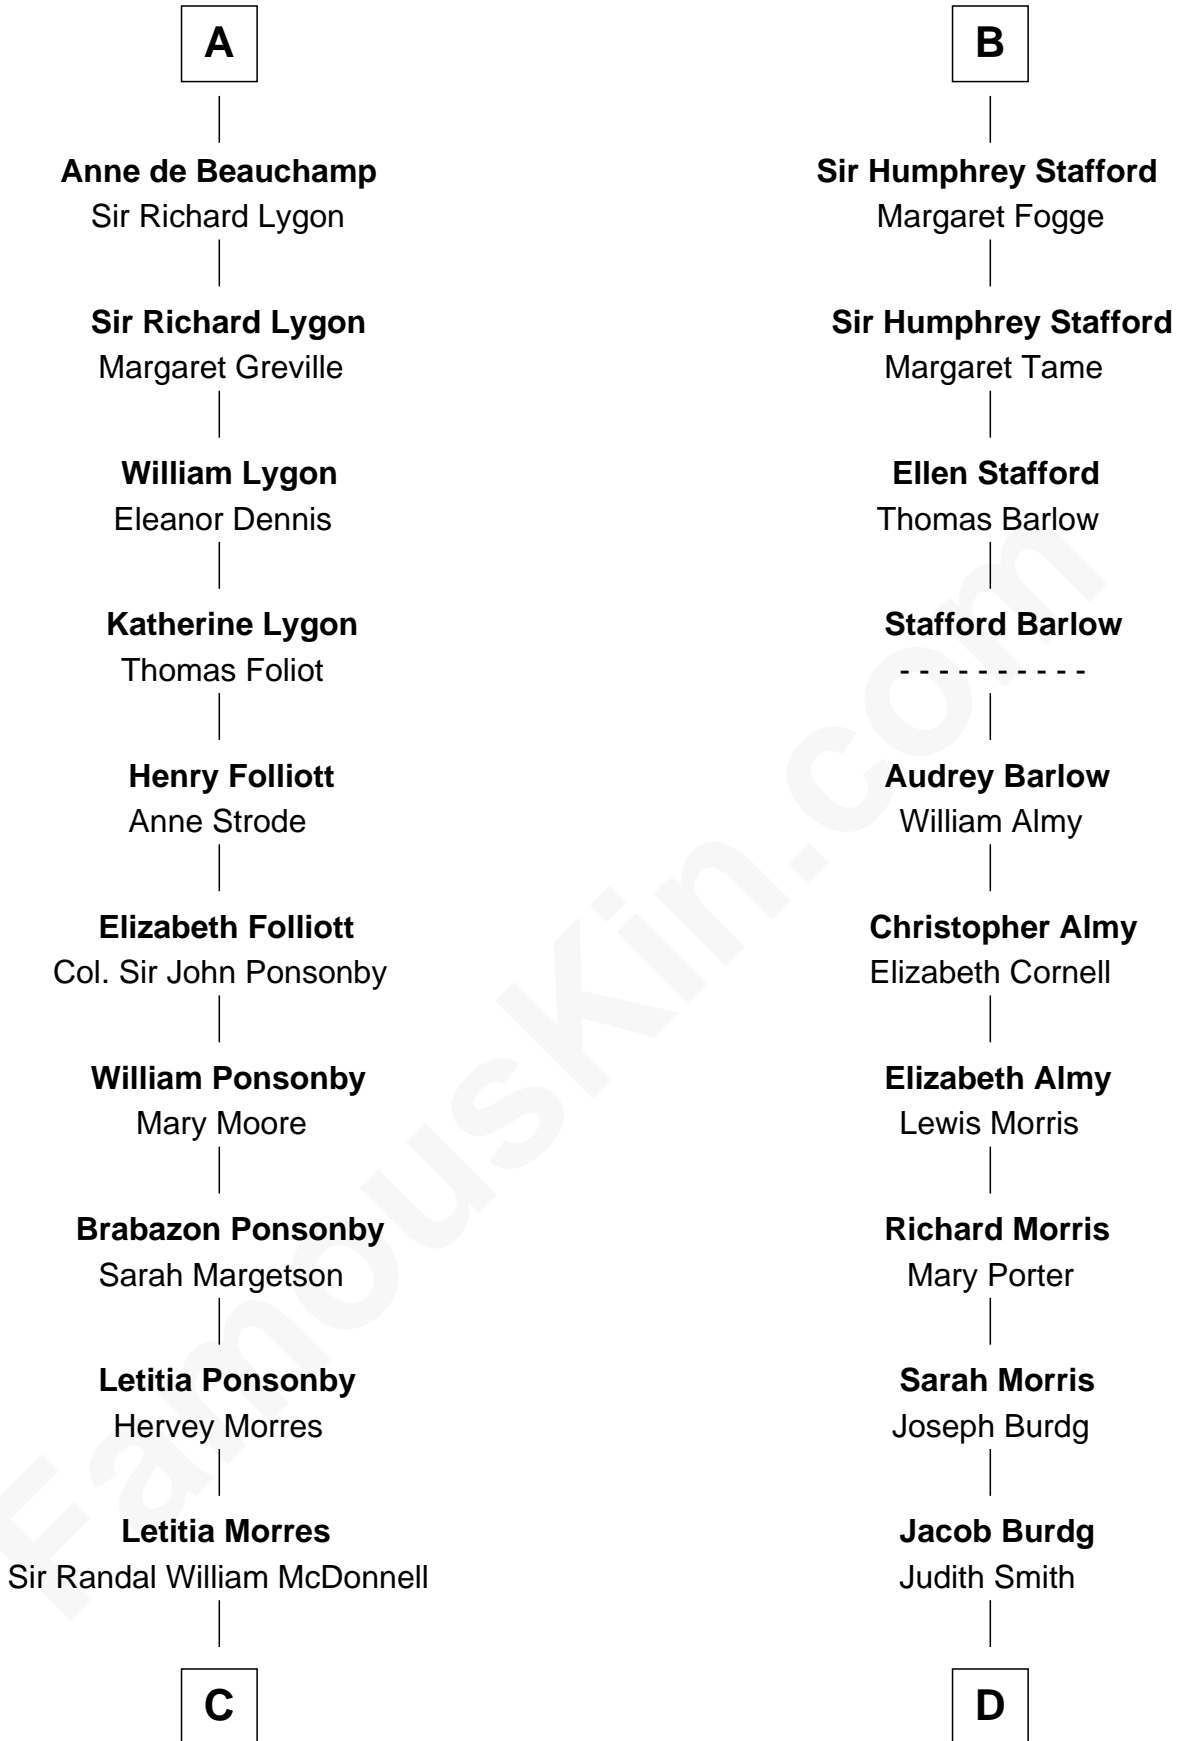 A
Anne de Beauchamp
Sir Richard Lygon
Sir Richard Lygon
Margaret Greville
William Lygon
Eleanor Dennis
Katherine Lygon
Thomas Foliot
Henry Folliott
Anne Strode
Elizabeth Folliott
Col. Sir John Ponsonby
William Ponsonby
Mary Moore
Brabazon Ponsonby
Sarah Margetson
Letitia Ponsonby
Hervey Morres
Letitia Morres
Sir Randal William McDonnell
C
B
Sir Humphrey Stafford
Margaret Fogge
Sir Humphrey Stafford
Margaret Tame
Ellen Stafford
Thomas Barlow
Stafford Barlow
- - - - - - - - - -
Audrey Barlow
William Almy
Christopher Almy
Elizabeth Cornell
Elizabeth Almy
Lewis Morris
Richard Morris
Mary Porter
Sarah Morris
Joseph Burdg
Jacob Burdg
Judith Smith
D
FamousKin.com